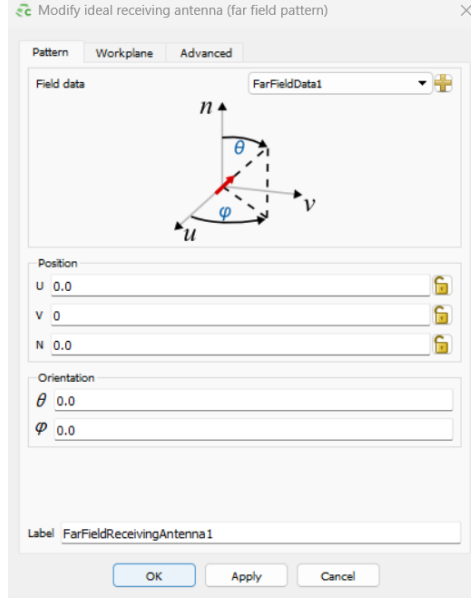 Modify ideal receiving antenna (far field pattern)
Pattern Workplane Advanced
Field data FarFieldData1
n
θ
v
φ
u
Position
U 0.0
V 0
N 0.0
Orientation
θ 0.0
φ 0.0
Label FarFieldReceivingAntenna1
OK Apply Cancel